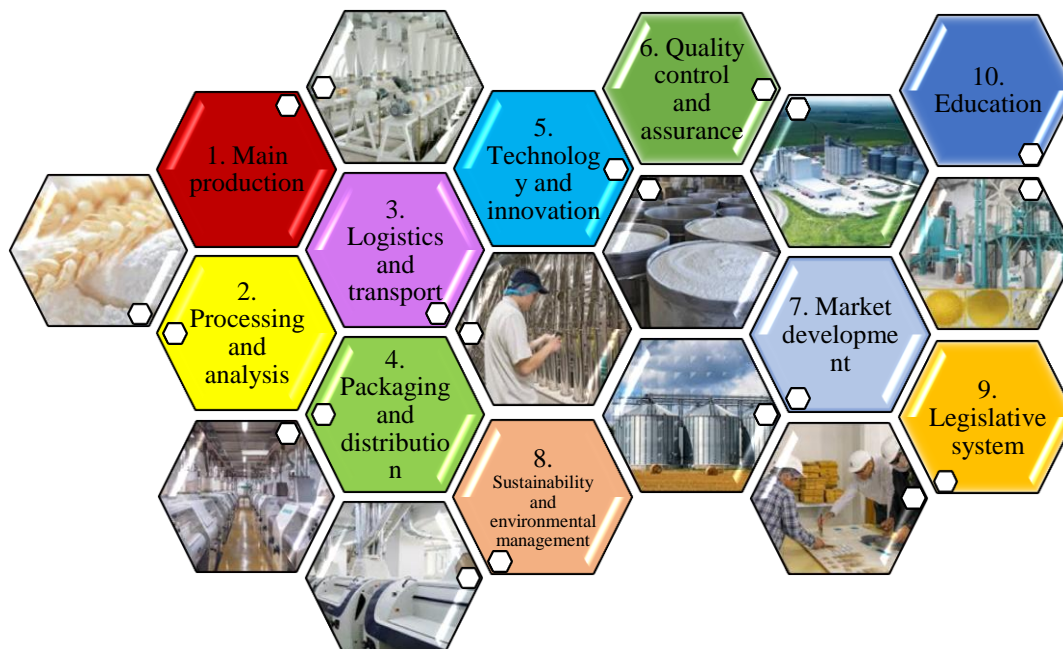 1. Main
production
2.
Processing
and
analysis
3.
Logistics
and
transport
4.
Packaging
and
distributio
n
5.
Technolog
y and
innovation
6. Quality
control
and
assurance
7. Market
developme
nt
8.
Sustainability
and
environmental
management
9.
Legislative
system
10.
Education